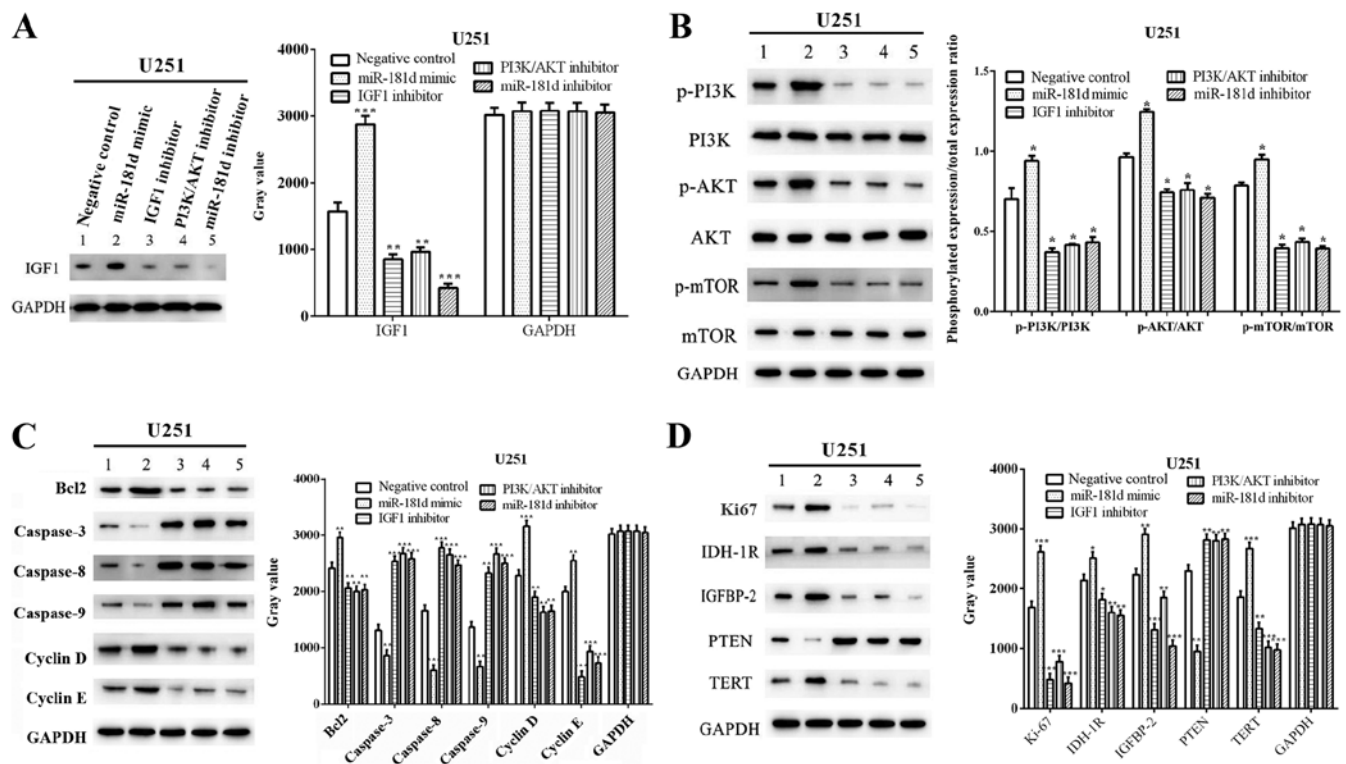 A
U251
Negative control
miR-181d mimic
IGF1 inhibitor
PI3K/AKT inhibitor
miR-181d inhibitor
1 2 3 4 5
IGF1
GAPDH
U251
Negative control
miR-181d mimic
IGF1 inhibitor
PI3K/AKT inhibitor
miR-181d inhibitor
Gray value
4000
3000
2000
1000
0
***
**
**
***
IGF1 GAPDH
B
U251
1 2 3 4 5
p-PI3K
PI3K
p-AKT
AKT
p-mTOR
mTOR
GAPDH
U251
Negative control
miR-181d mimic
IGF1 inhibitor
PI3K/AKT inhibitor
miR-181d inhibitor
Phosphorylated expression/total expression ratio
1.5
1.0
0.5
0.0
* * * *
* * * *
* * * *
p-PI3K/PI3K p-AKT/AKT p-mTOR/mTOR
C
U251
1 2 3 4 5
Bcl2
Caspase-3
Caspase-8
Caspase-9
Cyclin D
Cyclin E
GAPDH
U251
Negative control
miR-181d mimic
IGF1 inhibitor
PI3K/AKT inhibitor
miR-181d inhibitor
Gray value
4000
3000
2000
1000
0
Bcl2 Caspase-3 Caspase-8 Caspase-9 Cyclin D Cyclin E GAPDH
D
U251
1 2 3 4 5
Ki67
IDH-1R
IGFBP-2
PTEN
TERT
GAPDH
U251
Negative control
miR-181d mimic
IGF1 inhibitor
PI3K/AKT inhibitor
miR-181d inhibitor
Gray value
4000
3000
2000
1000
0
Ki-67 IDH-1R IGFBP-2 PTEN TERT GAPDH